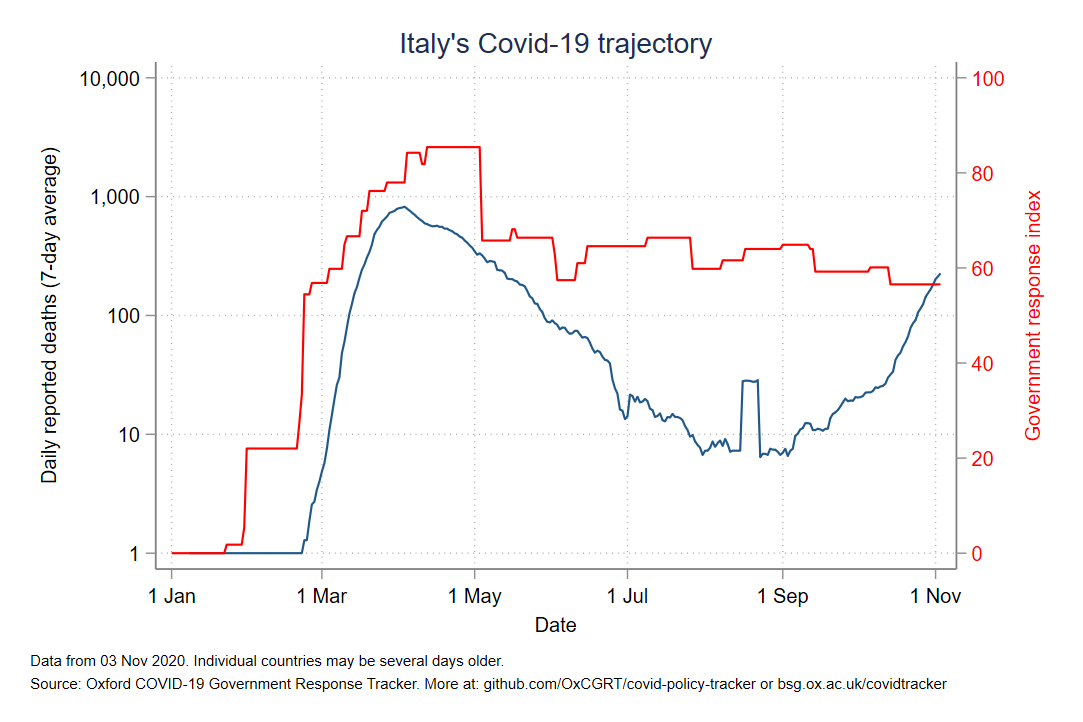 Italy's Covid-19 trajectory
10,000
1,000
100
10
1
Daily reported deaths (7-day average)
100
80
60
40
20
0
Government response index
1 Jan 1 Mar 1 May 1 Jul 1 Sep 1 Nov
Date
Data from 03 Nov 2020. Individual countries may be several days older.
Source: Oxford COVID-19 Government Response Tracker. More at: github.com/OxCGRT/covid-policy-tracker or bsg.ox.ac.uk/covidtracker